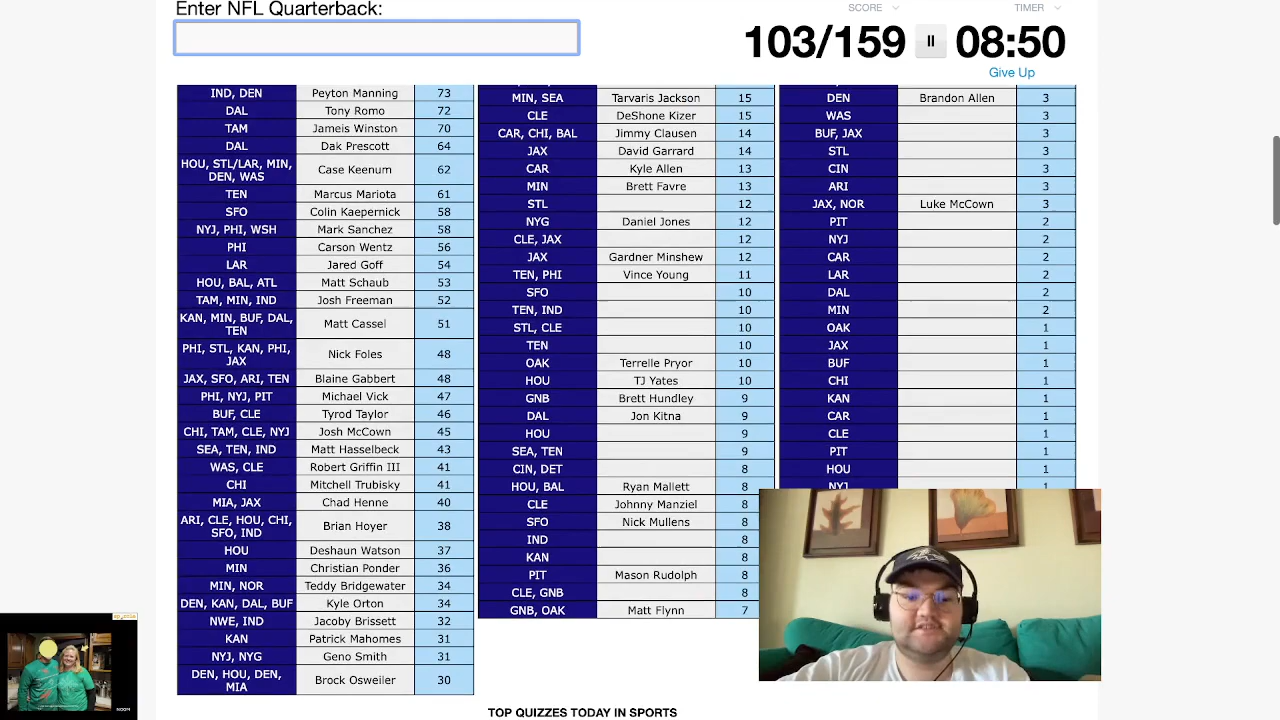 Enter NFL Quarterback:
SCORE
TIMER
103/159
08:50
Give Up
IND, DEN Peyton Manning 73
DAL Tony Romo 72
TAM Jameis Winston 70
DAL Dak Prescott 64
HOU, STL/LAR, MIN,
DEN, WAS Case Keenum 62
TEN Marcus Mariota 61
SFO Colin Kaepernick 58
NYJ, PHI, WSH Mark Sanchez 58
PHI Carson Wentz 56
LAR Jared Goff 54
HOU, BAL, ATL Matt Schaub 53
TAM, MIN, IND Josh Freeman 52
KAN, MIN, BUF, DAL,
TEN Matt Cassel 51
PHI, STL, KAN, PHI,
JAX Nick Foles 48
JAX, SFO, ARI, TEN Blaine Gabbert 48
PHI, NYJ, PIT Michael Vick 47
BUF, CLE Tyrod Taylor 46
CHI, TAM, CLE, NYJ Josh McCown 45
SEA, TEN, IND Matt Hasselbeck 43
WAS, CLE Robert Griffin III 41
CHI Mitchell Trubisky 41
MIA, JAX Chad Henne 40
ARI, CLE, HOU, CHI,
SFO, IND Brian Hoyer 38
HOU Deshaun Watson 37
MIN Christian Ponder 36
MIN, NOR Teddy Bridgewater 34
DEN, KAN, DAL, BUF Kyle Orton 34
NWE, IND Jacoby Brissett 32
KAN Patrick Mahomes 31
NYJ, NYG Geno Smith 31
DEN, HOU, DEN,
MIA Brock Osweiler 30
MIN, SEA Tarvaris Jackson 15
CLE DeShone Kizer 15
CAR, CHI, BAL Jimmy Clausen 14
JAX David Garrard 14
CAR Kyle Allen 13
MIN Brett Favre 13
STL 12
NYG Daniel Jones 12
CLE, JAX 12
JAX Gardner Minshew 12
TEN, PHI Vince Young 11
SFO 10
TEN, IND 10
STL, CLE 10
TEN 10
OAK Terrelle Pryor 10
HOU TJ Yates 10
GNB Brett Hundley 9
DAL Jon Kitna 9
HOU 9
SEA, TEN 9
CIN, DET 8
HOU, BAL Ryan Mallett 8
CLE Johnny Manziel 8
SFO Nick Mullens 8
IND 8
KAN 8
PIT Mason Rudolph 8
CLE, GNB 8
GNB, OAK Matt Flynn 7
DEN Brandon Allen 3
WAS 3
BUF, JAX 3
STL 3
CIN 3
ARI 3
JAX, NOR Luke McCown 3
PIT 2
NYJ 2
CAR 2
LAR 2
DAL 2
MIN 2
OAK 1
JAX 1
BUF 1
CHI 1
KAN 1
CAR 1
CLE 1
PIT 1
HOU 1
NYJ 1
TOP QUIZZES TODAY IN SPORTS